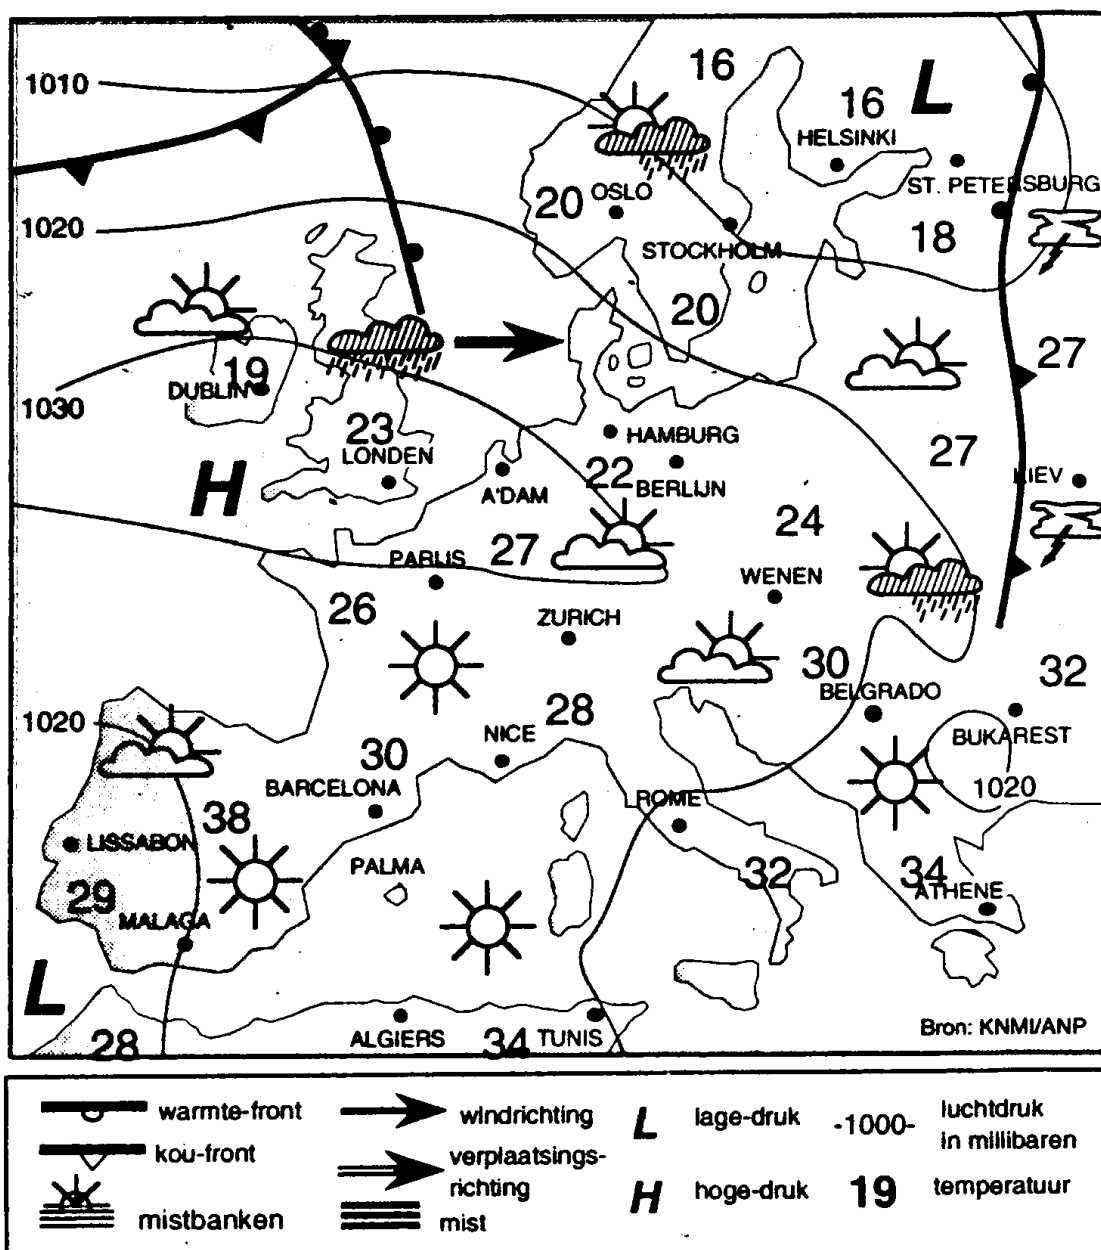 1010
16
16
L
HELSINKI
ST. PETERSBURG
20 OSLO
1020
STOCKHOLM
18
20
27
19
DUBLIN
1030
23
LONDEN
HAMBURG
27
H
A'DAM
22 BERLIJN
KIEV
24
27
PARIJS
WENEN
26
ZURICH
30
32
BELGRADO
28
1020
NICE
BUKAREST
30
BARCELONA
ROME
1020
38
LISSABON
PALMA
32
34
29
ATHENE
MALAGA
L
28
ALGIERS
34 TUNIS
Bron: KNMI/ANP
warmte-front
windrichting
L lage-druk
-1000- luchtdruk
in millibaren
kou-front
verplaatsings-
richting
H hoge-druk
19 temperatuur
mistbanken
mist